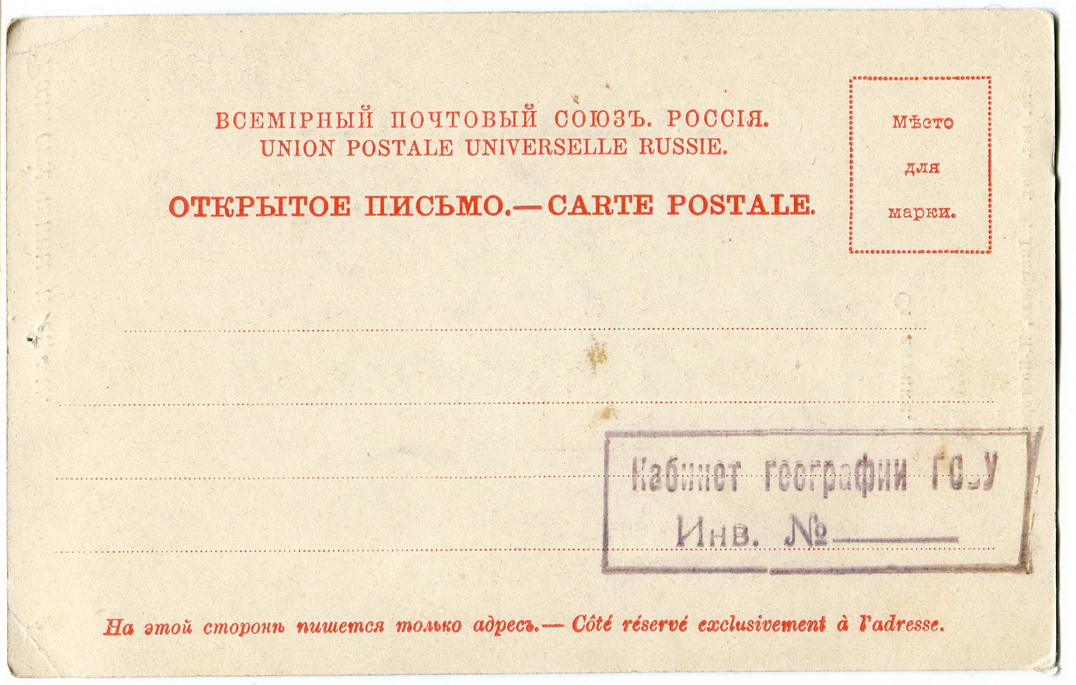 ВСЕМІРНЫЙ ПОЧТОВЫЙ СОЮЗЪ. РОССІЯ.
UNION POSTALE UNIVERSELLE RUSSIE.
ОТКРЫТОЕ ПИСЬМО.—CARTE POSTALE.
Мѣсто
для
марки.
Кабинет географии
Инв. №
На этой сторонѣ пишется только адресъ.— Côté réservé exclusivement à l'adresse.